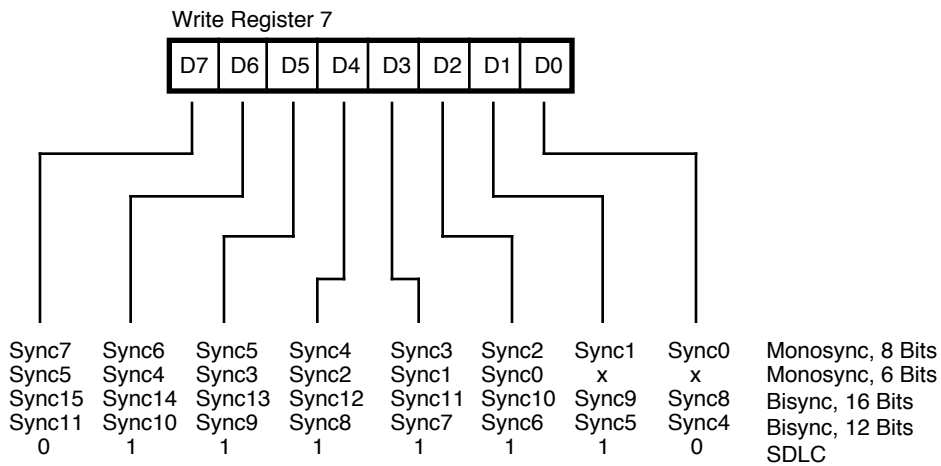 Write Register 7
D7 D6 D5 D4 D3 D2 D1 D0
Sync7 Sync6 Sync5 Sync4 Sync3 Sync2 Sync1 Sync0 Monosync, 8 Bits
Sync5 Sync4 Sync3 Sync2 Sync1 Sync0 x x Monosync, 6 Bits
Sync15 Sync14 Sync13 Sync12 Sync11 Sync10 Sync9 Sync8 Bisync, 16 Bits
Sync11 Sync10 Sync9 Sync8 Sync7 Sync6 Sync5 Sync4 Bisync, 12 Bits
0 1 1 1 1 1 1 0 SDLC